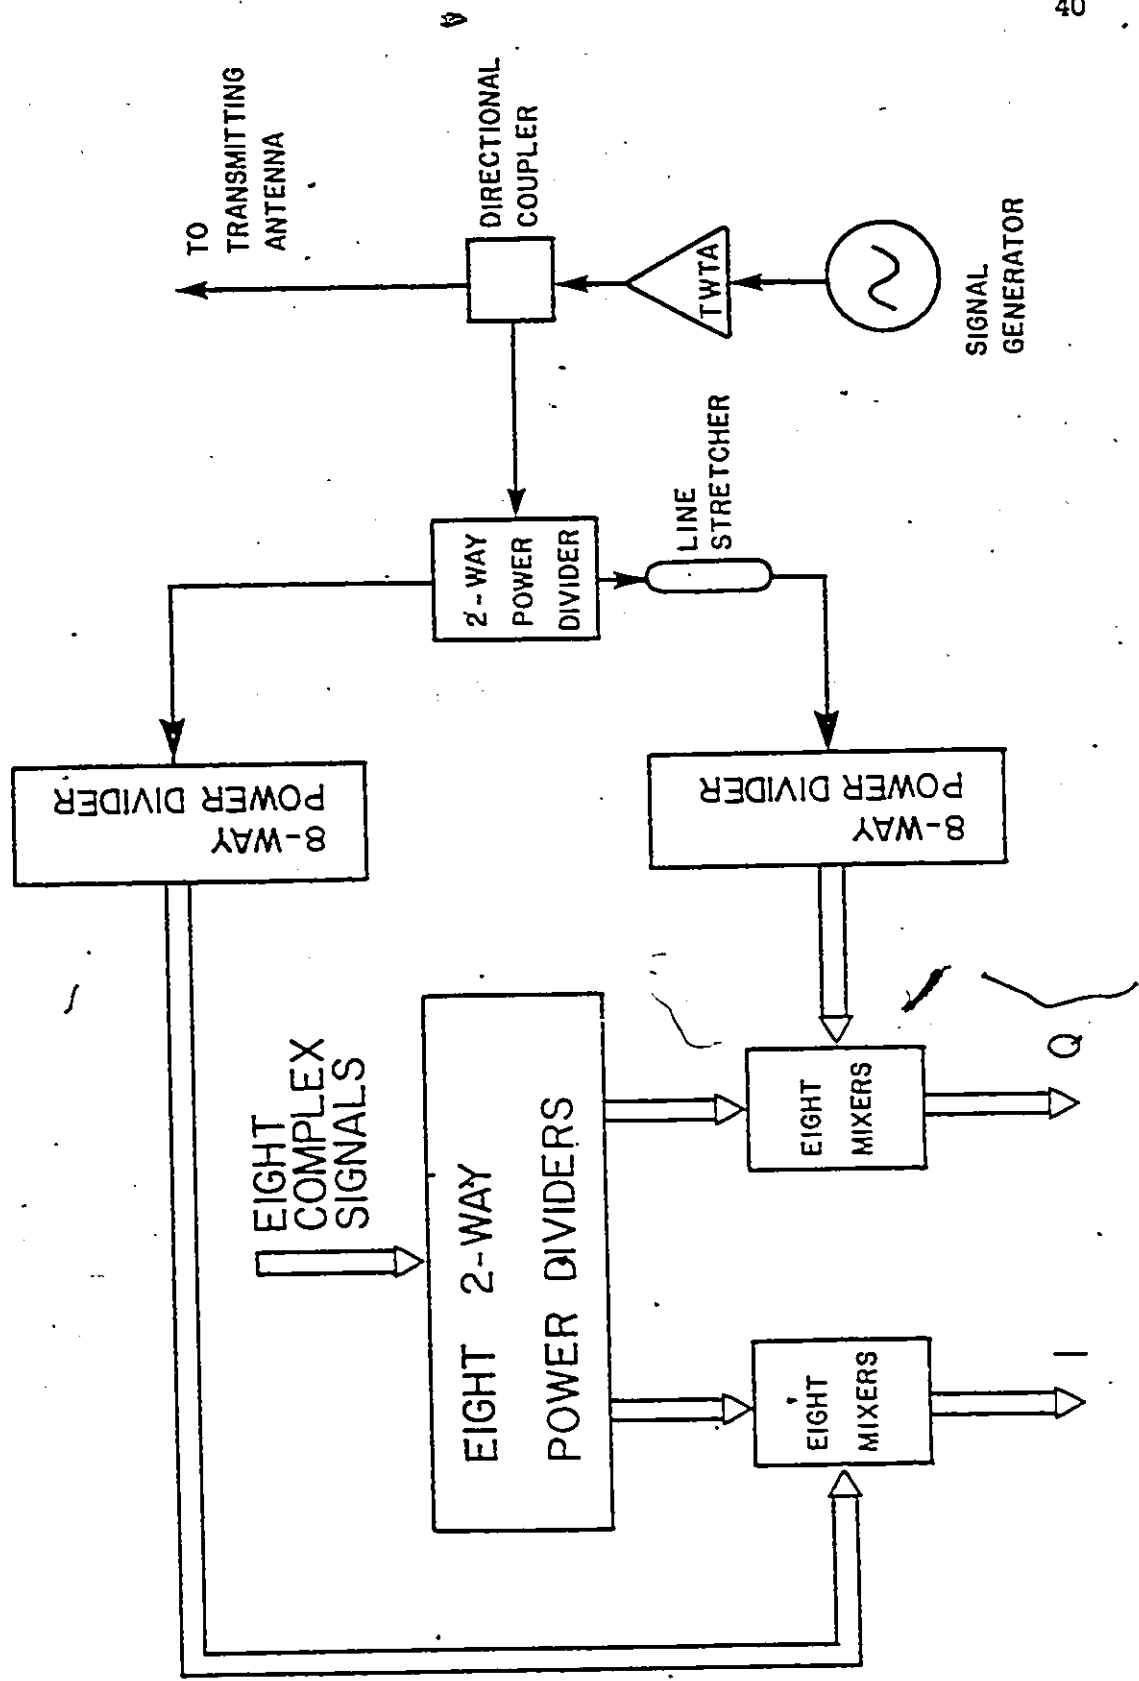 40
TO
TRANSMITTING
ANTENNA
DIRECTIONAL
COUPLER
TWTA
SIGNAL
GENERATOR
2-WAY
POWER
DIVIDER
LINE
STRETCHER
8-WAY
POWER DIVIDER
8-WAY
POWER DIVIDER
EIGHT
COMPLEX
SIGNALS
EIGHT 2-WAY
POWER DIVIDERS
EIGHT
MIXERS
EIGHT
MIXERS
I
Q